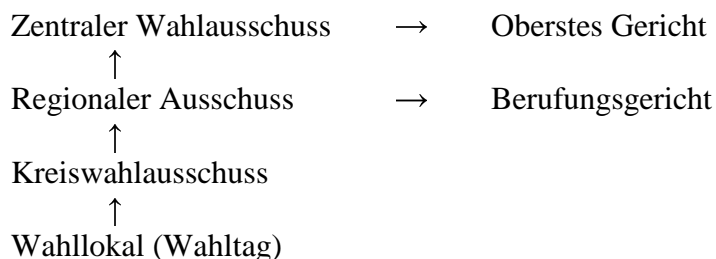 Zentraler Wahlausschuss → Oberstes Gericht
↑
Regionaler Ausschuss → Berufungsgericht
↑
Kreiswahlausschuss
↑
Wahllokal (Wahltag)